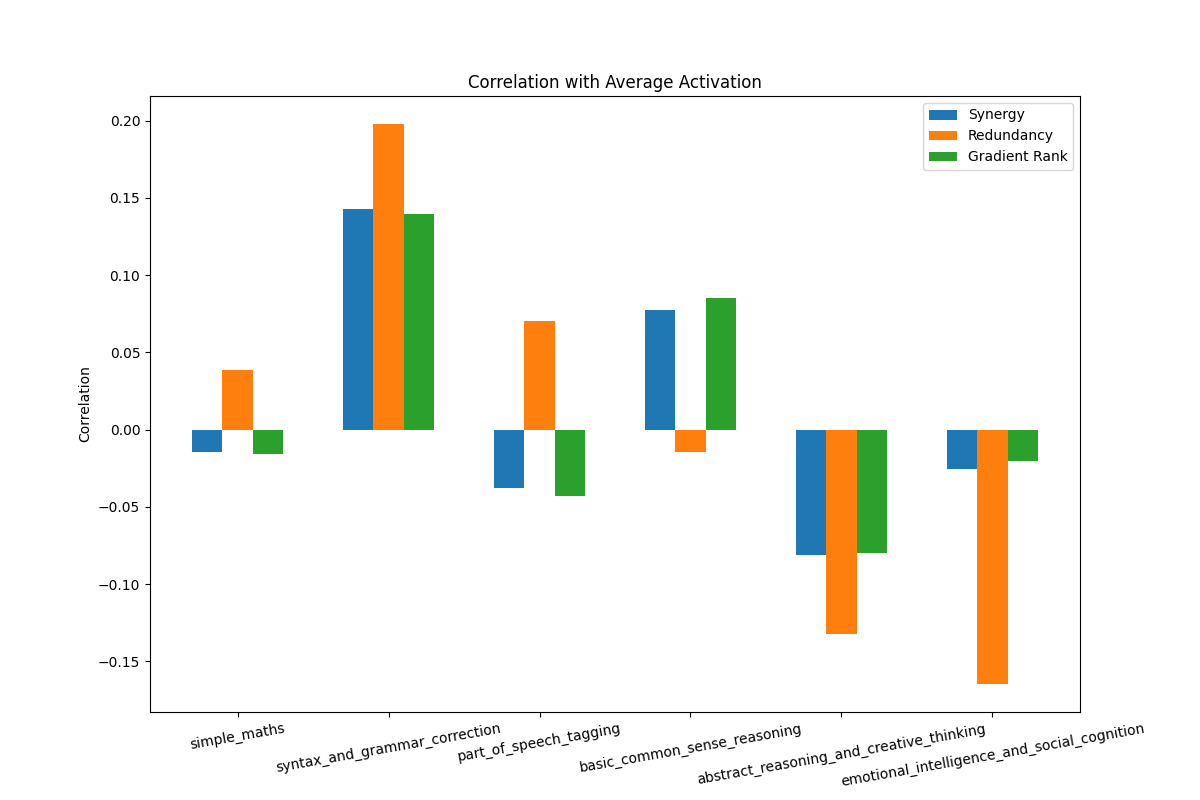 Correlation with Average Activation
Synergy
Redundancy
Gradient Rank
Correlation
0.20
0.15
0.10
0.05
0.00
−0.05
−0.10
−0.15
simple_maths
syntax_and_grammar_correction
part_of_speech_tagging
basic_common_sense_reasoning
abstract_reasoning_and_creative_thinking
emotional_intelligence_and_social_cognition